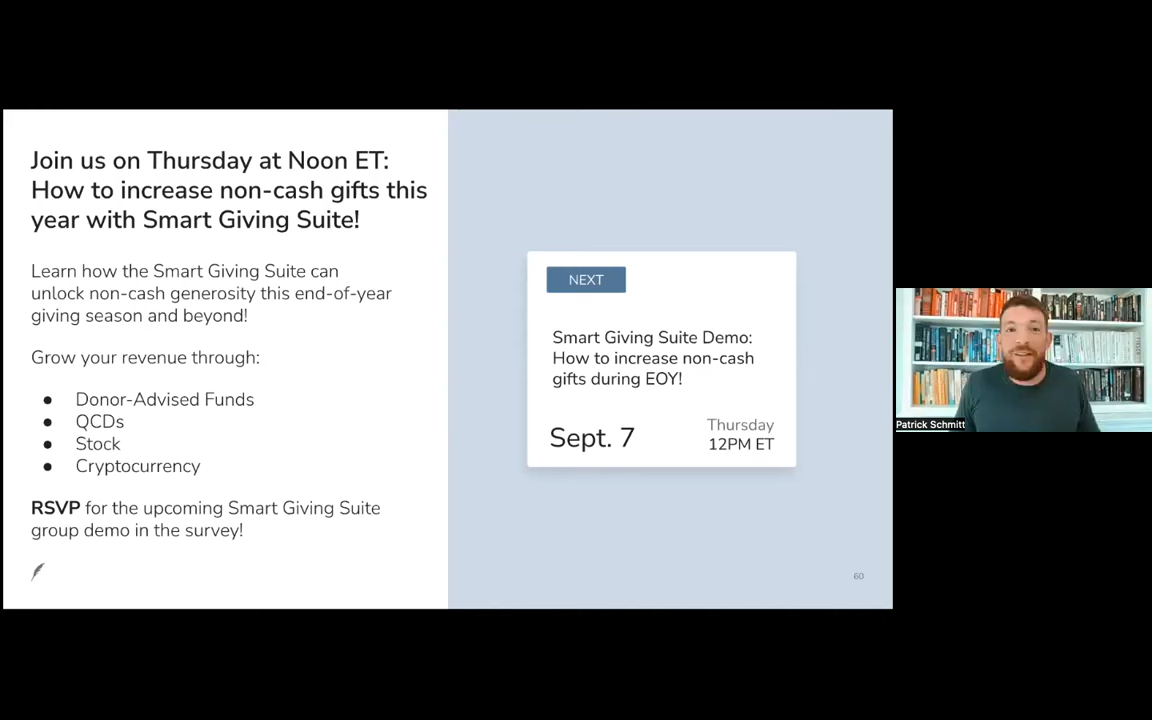 Join us on Thursday at Noon ET:
How to increase non-cash gifts this
year with Smart Giving Suite!
Learn how the Smart Giving Suite can
unlock non-cash generosity this end-of-year
giving season and beyond!
Grow your revenue through:
● Donor-Advised Funds
● QCDs
● Stock
● Cryptocurrency
RSVP for the upcoming Smart Giving Suite
group demo in the survey!
NEXT
Smart Giving Suite Demo:
How to increase non-cash
gifts during EOY!
Sept. 7
Thursday
12PM ET
60
Patrick Schmitt